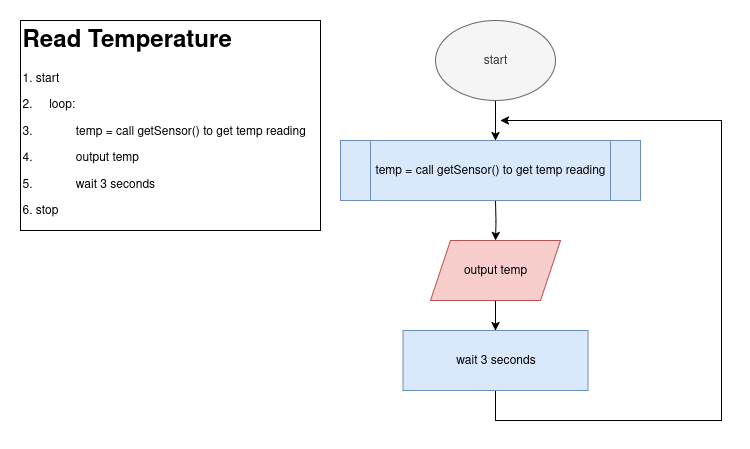 Read Temperature
1. start
2. loop:
3. temp = call getSensor() to get temp reading
4. output temp
5. wait 3 seconds
6. stop
start
temp = call getSensor() to get temp reading
output temp
wait 3 seconds